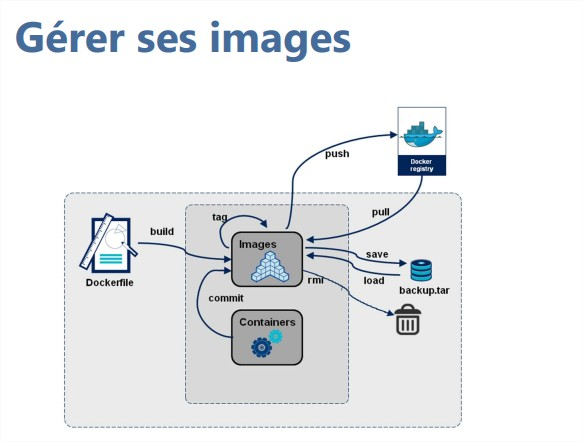 Gérer ses images
Docker
registry
push
pull
tag
build
Images
save
load
Dockerfile
rmi
backup.tar
commit
Containers